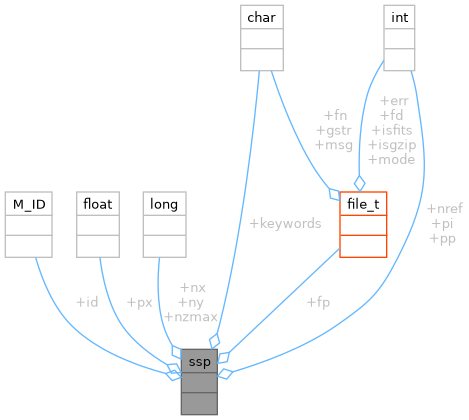 char
int
+fn
+gstr
+msg
+err
+fd
+isfits
+isgzip
+mode
M_ID
float
long
file_t
+keywords
+nref
+pi
+pp
+id
+px
+nx
+ny
+nzmax
+fp
ssp